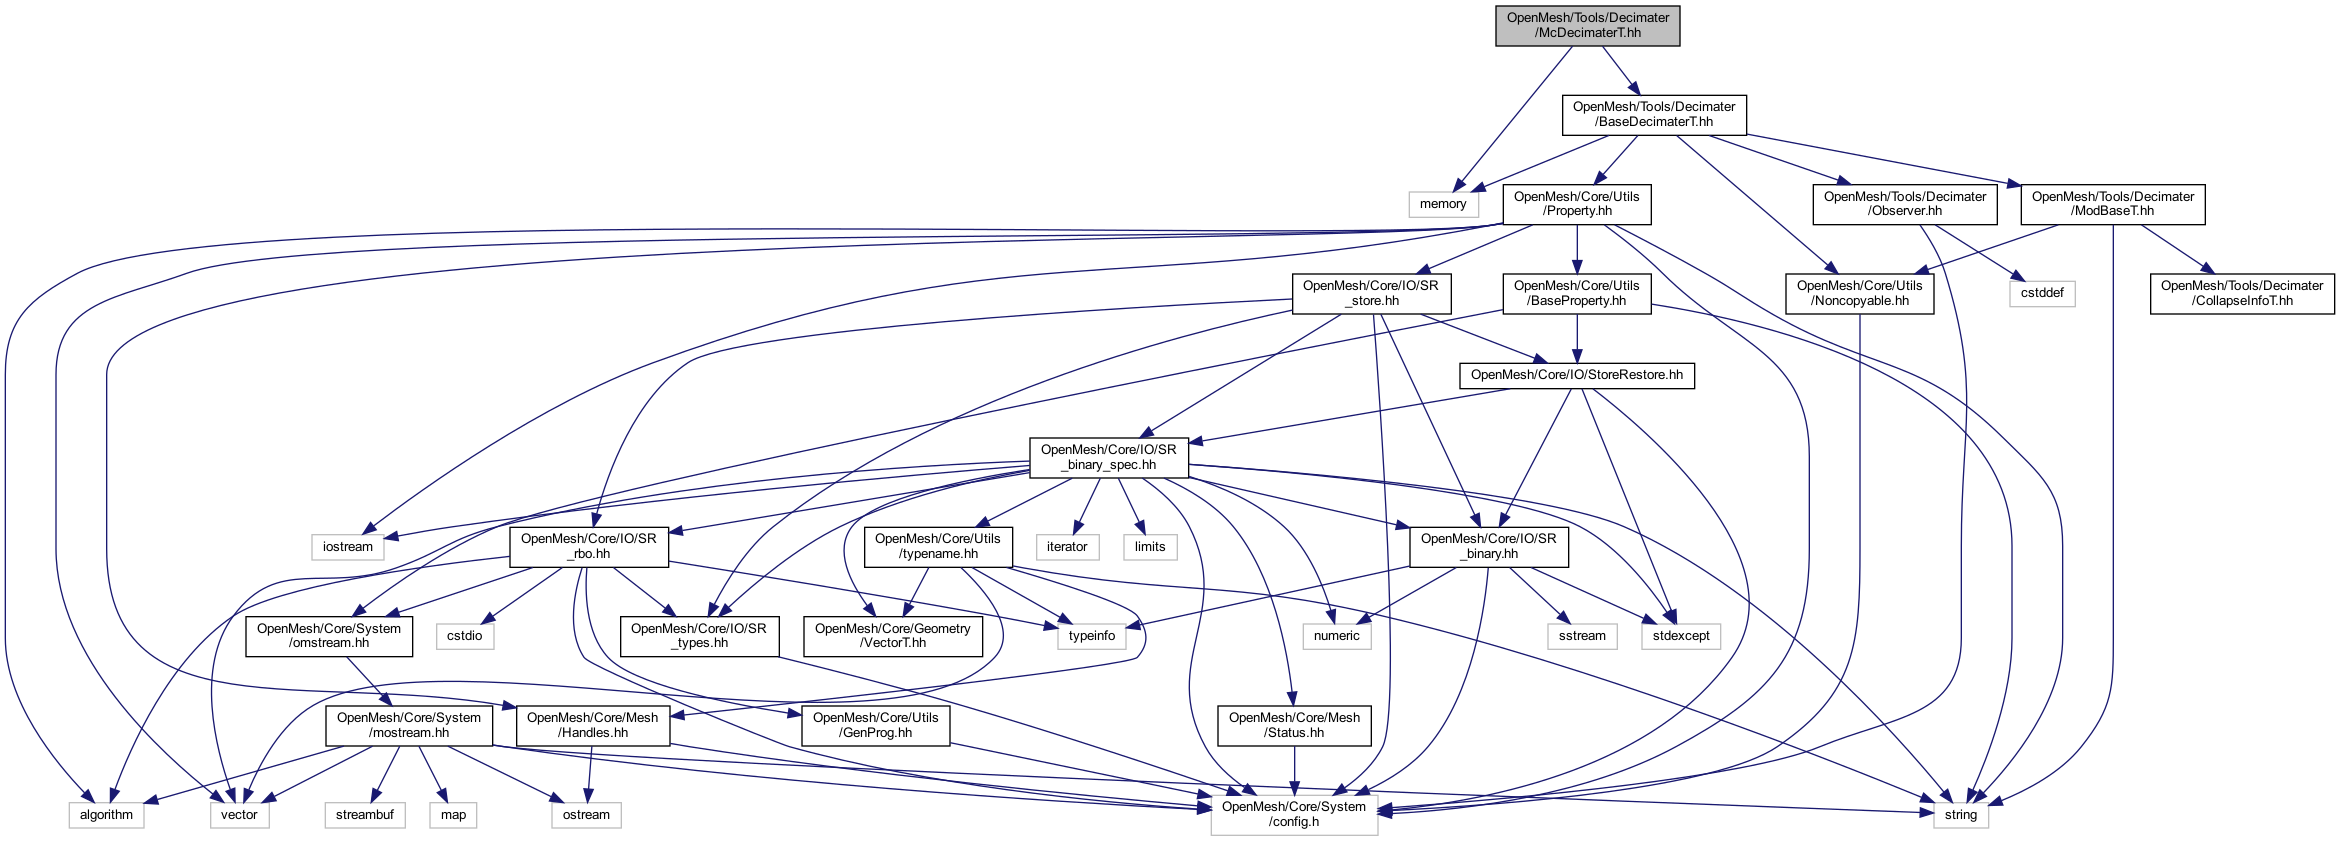 OpenMesh/Tools/Decimater
/McDecimaterT.hh
OpenMesh/Tools/Decimater
/BaseDecimaterT.hh
memory
OpenMesh/Core/Utils
/Property.hh
OpenMesh/Tools/Decimater
/Observer.hh
OpenMesh/Tools/Decimater
/ModBaseT.hh
OpenMesh/Core/IO/SR
_store.hh
OpenMesh/Core/Utils
/BaseProperty.hh
OpenMesh/Core/Utils
/Noncopyable.hh
cstddef
OpenMesh/Tools/Decimater
/CollapseInfoT.hh
OpenMesh/Core/IO/StoreRestore.hh
OpenMesh/Core/IO/SR
_binary_spec.hh
iostream
OpenMesh/Core/IO/SR
_rbo.hh
OpenMesh/Core/Utils
/typename.hh
iterator
limits
OpenMesh/Core/IO/SR
_binary.hh
OpenMesh/Core/System
/omstream.hh
cstdio
OpenMesh/Core/IO/SR
_types.hh
OpenMesh/Core/Geometry
/VectorT.hh
typeinfo
numeric
sstream
stdexcept
OpenMesh/Core/System
/mostream.hh
OpenMesh/Core/Mesh
/Handles.hh
OpenMesh/Core/Utils
/GenProg.hh
OpenMesh/Core/Mesh
/Status.hh
algorithm
vector
streambuf
map
ostream
OpenMesh/Core/System
/config.h
string